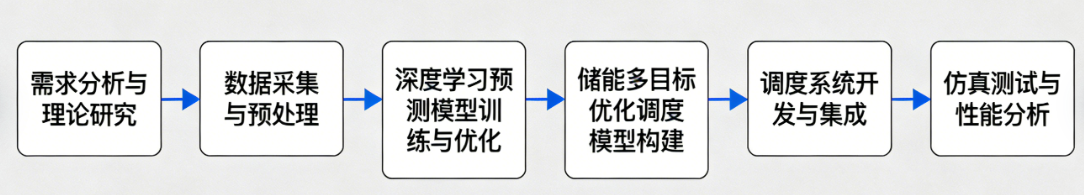 需求分析与
理论研究
数据采集
与预处理
深度学习预
测模型训
练与优化
储能多目标
优化调度
模型构建
调度系统开
发与集成
仿真测试与
性能分析